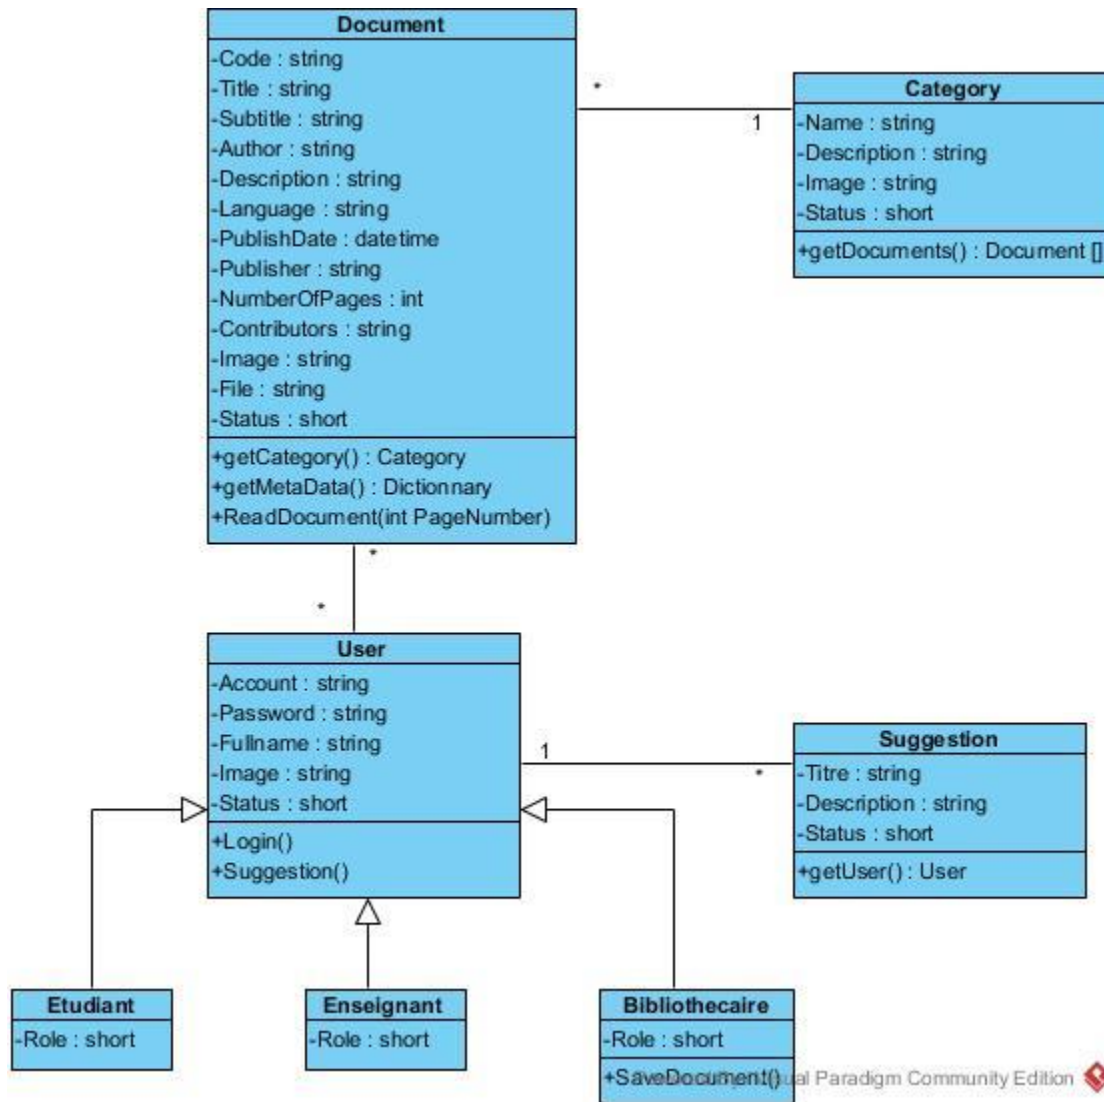 Document
-Code : string
-Title : string
-Subtitle : string
-Author : string
-Description : string
-Language : string
-PublishDate : datetime
-Publisher : string
-NumberOfPages : int
-Contributors : string
-Image : string
-File : string
-Status : short
+getCategory() : Category
+getMetaData() : Dictionnary
+ReadDocument(int PageNumber)
*
1
Category
-Name : string
-Description : string
-Image : string
-Status : short
+getDocuments() : Document []
*
*
User
-Account : string
-Password : string
-Fullname : string
-Image : string
-Status : short
+Login()
+Suggestion()
1
*
Suggestion
-Titre : string
-Description : string
-Status : short
+getUser() : User
Etudiant
-Role : short
Enseignant
-Role : short
Bibliothecaire
-Role : short
+SaveDocument()
Paradigm Community Edition